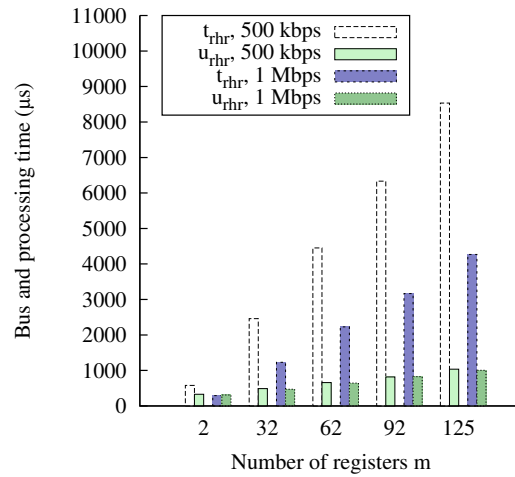 11000
10000
9000
8000
7000
6000
5000
4000
3000
2000
1000
0
Bus and processing time (µs)
t_rhr, 500 kbps
u_rhr, 500 kbps
t_rhr, 1 Mbps
u_rhr, 1 Mbps
2 32 62 92 125
Number of registers m